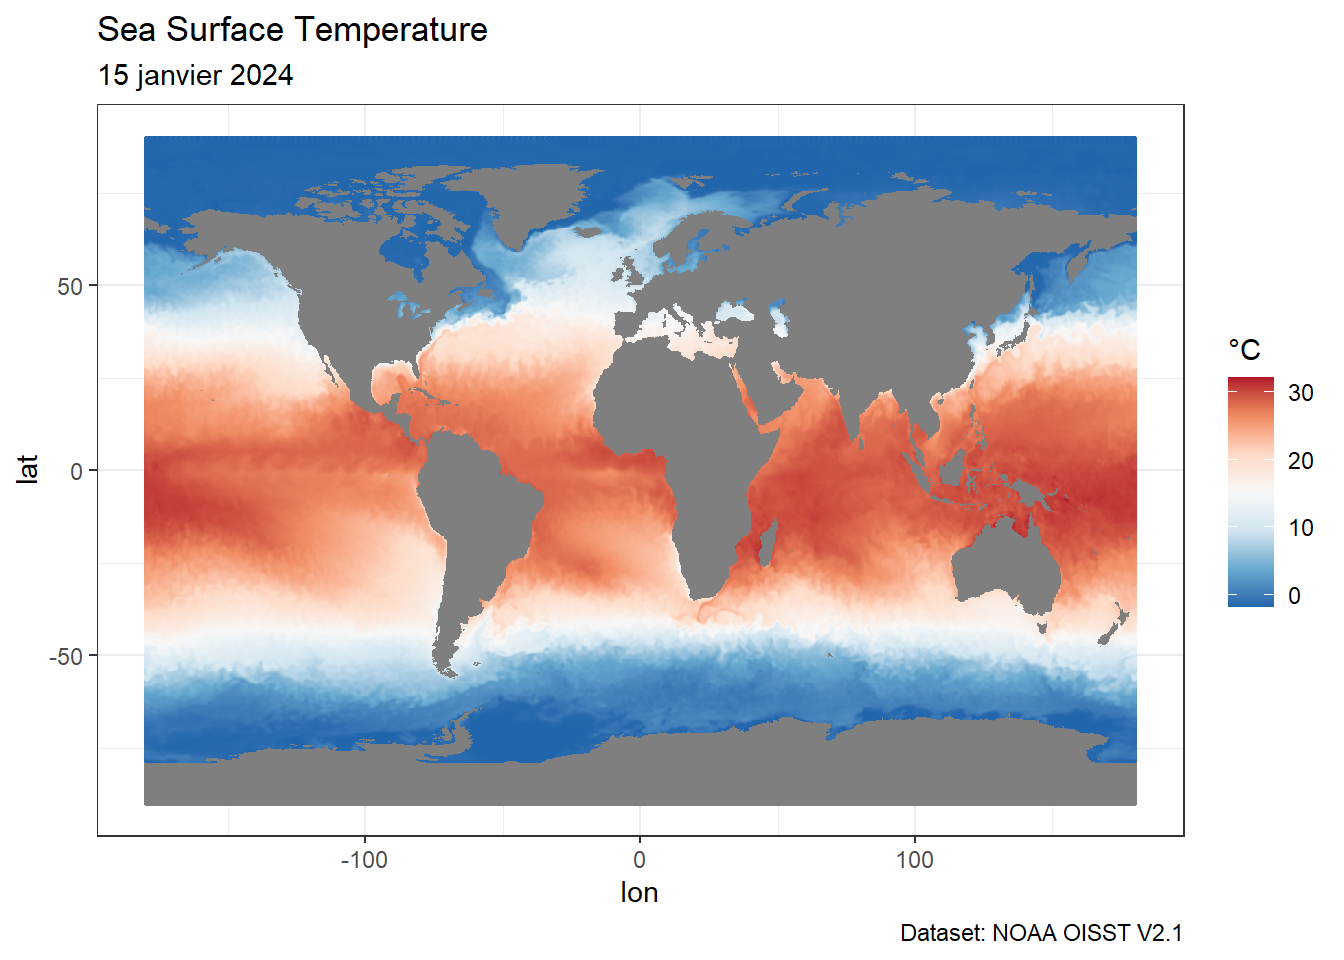 Sea Surface Temperature
15 janvier 2024
lat
50
0
-50
-100
0
100
lon
°C
30
20
10
0
Dataset: NOAA OISST V2.1